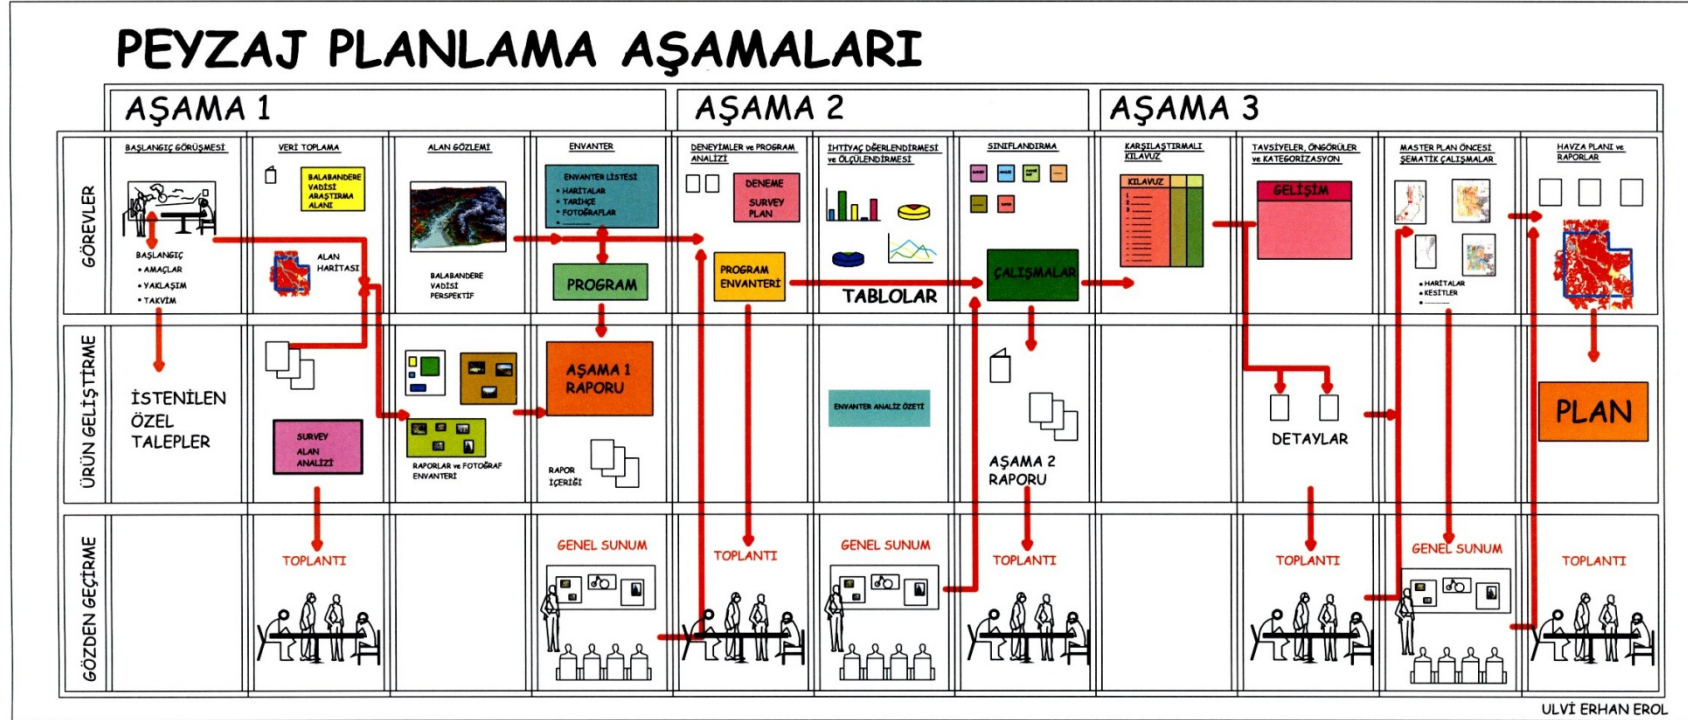 PEYZAJ PLANLAMA AŞAMALARI
AŞAMA 1
AŞAMA 2
AŞAMA 3
GÖREVLER
BAŞLANGIÇ GÖRÜŞMESİ
BAŞLANGIÇ
• AMAÇLAR
• YAKLAŞIM
• TAKVİM
VERİ TOPLAMA
BALABANDERE
VADİSİ
ARAŞTIRMA
ALANI
ALAN
HARİTASI
ALAN GÖZLEMİ
BALABANDERE
VADİSİ
PERSPEKTİF
ENVANTER
ENVANTER LİSTESİ
• HARİTALAR
• TARİHÇE
• FOTOĞRAFLAR
PROGRAM
DENEYİMLER ve PROGRAM
ANALİZİ
DENEME
SURVEY
PLAN
PROGRAM
ENVANTERİ
İHTİYAÇ DĞERLENDİRMESİ
ve ÖLÇÜLENDİRMESİ
TABLOLAR
SINIFLANDIRMA
ÇALIŞMALAR
KARŞILAŞTIRMALI
KILAVUZ
KILAVUZ
1
2
3
TAVSİYELER, ÖNGÖRÜLER
ve KATEGORİZASYON
GELİŞİM
MASTER PLAN ÖNCESİ
ŞEMATİK ÇALIŞMALAR
• HARİTALAR
• KESİTLER
• ............
HAVZA PLANI ve
RAPORLAR
ÜRÜN GELİŞTİRME
İSTENİLEN
ÖZEL
TALEPLER
SURVEY
ALAN
ANALİZİ
RAPORLAR ve FOTOĞRAF
ENVANTERİ
AŞAMA 1
RAPORU
RAPOR
İÇERİĞİ
ENVANTER ANALİZ ÖZETİ
AŞAMA 2
RAPORU
DETAYLAR
PLAN
GÖZDEN GEÇİRME
TOPLANTI
GENEL SUNUM
TOPLANTI
GENEL SUNUM
TOPLANTI
TOPLANTI
GENEL SUNUM
TOPLANTI
ULVİ ERHAN EROL